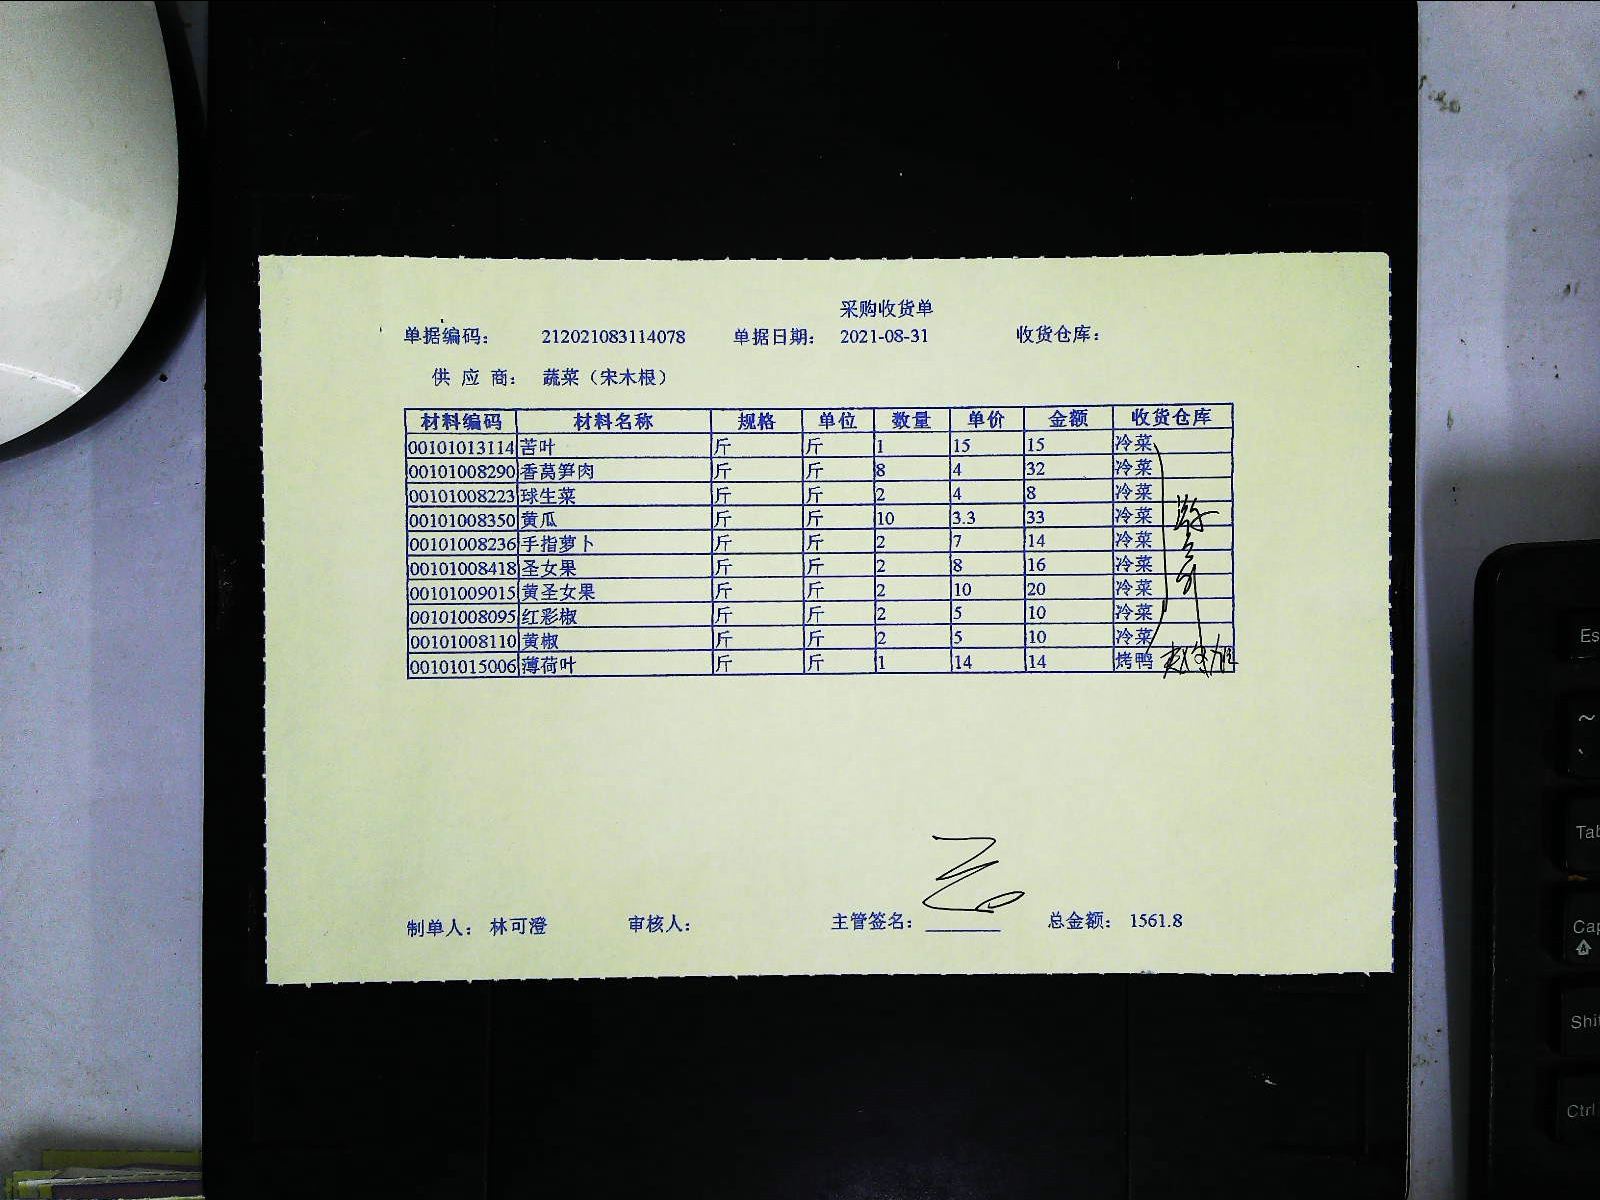 采购收货单
单据编码: 212021083114078 单据日期: 2021-08-31 收货仓库:
供 应 商: 蔬菜（宋木根）
材料编码 材料名称 规格 单位 数量 单价 金额 收货仓库
00101013114 苦叶 斤 斤 1 15 15 冷菜
00101008290 香莴笋肉 斤 斤 8 4 32 冷菜
00101008223 球生菜 斤 斤 2 4 8 冷菜
00101008350 黄瓜 斤 斤 10 3.3 33 冷菜
00101008236 手指萝卜 斤 斤 2 7 14 冷菜
00101008418 圣女果 斤 斤 2 8 16 冷菜
00101009015 黄圣女果 斤 斤 2 10 20 冷菜
00101008095 红彩椒 斤 斤 2 5 10 冷菜
00101008110 黄椒 斤 斤 2 5 10 冷菜
00101015006 薄荷叶 斤 斤 1 14 14 烤鸭
制单人: 林可澄 审核人: 主管签名: 总金额: 1561.8
Es
~
Tab
Cap
Shi
Ctrl